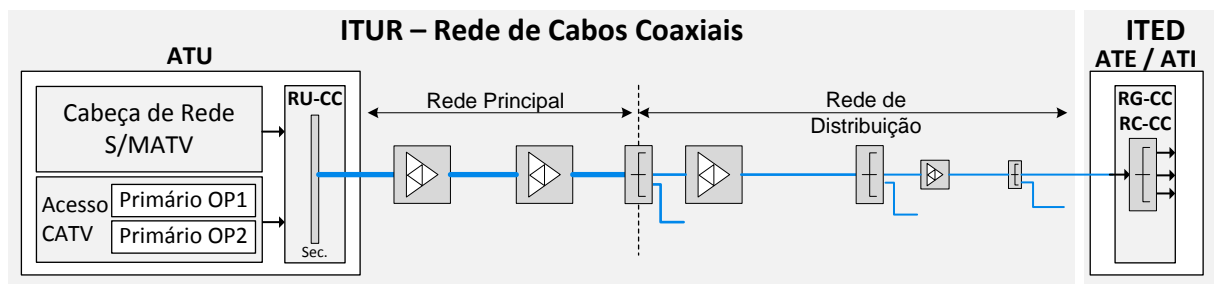 ITUR – Rede de Cabos Coaxiais
ITED
ATU
ATE / ATI
Cabeça de Rede
S/MATV
RU-CC
Rede Principal
Rede de
Distribuição
RG-CC
RC-CC
Acesso
CATV
Primário OP1
Primário OP2
Sec.